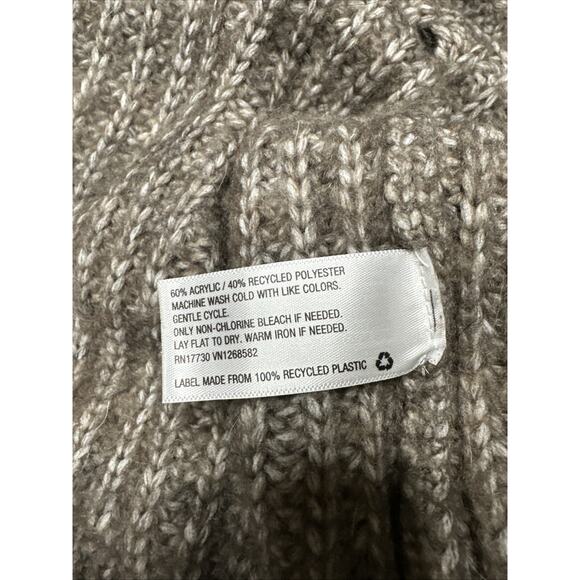 60% ACRYLIC / 40% RECYCLED POLYESTER
MACHINE WASH COLD WITH LIKE COLORS.
GENTLE CYCLE.
ONLY NON-CHLORINE BLEACH IF NEEDED.
LAY FLAT TO DRY. WARM IRON IF NEEDED.
RN17730 VN1268582
LABEL MADE FROM 100% RECYCLED PLASTIC